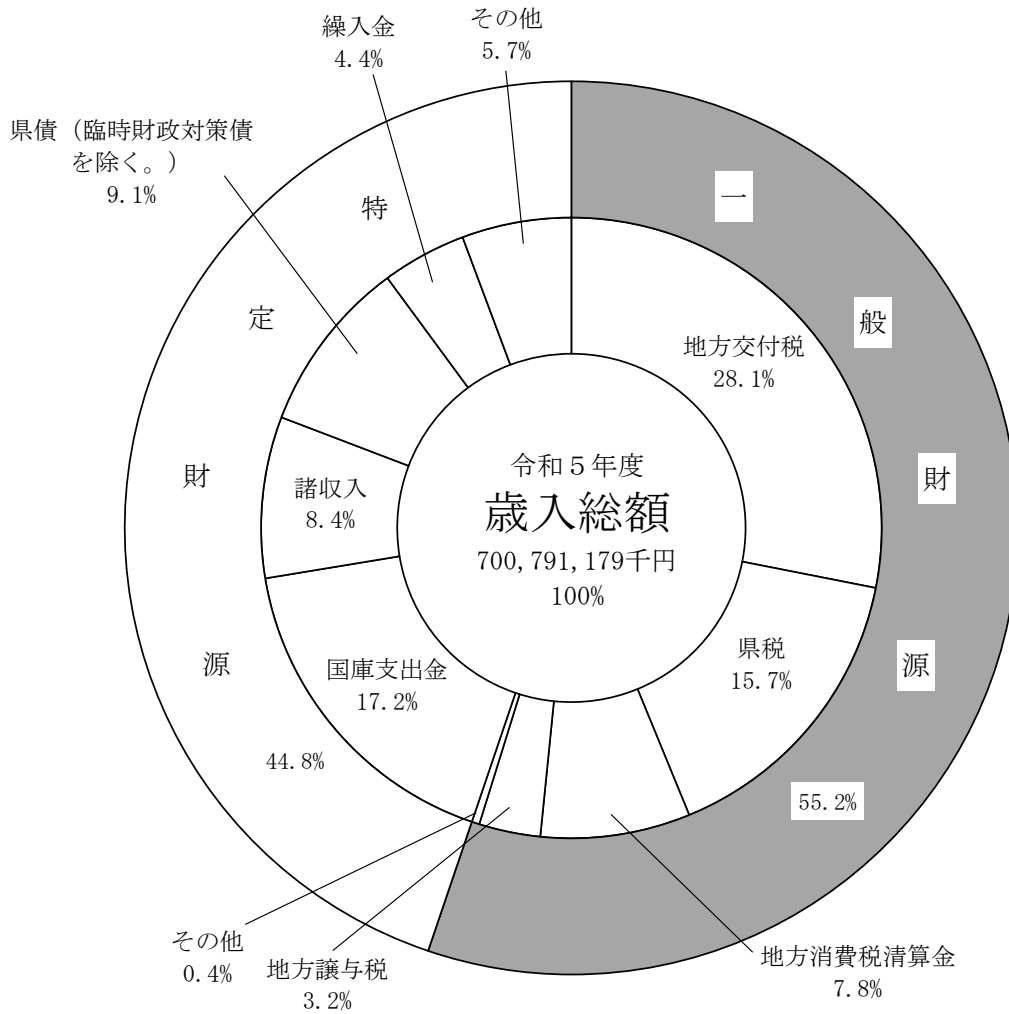 令和５年度
歳入総額
700,791,179千円
100%
一般財源
55.2%
地方交付税
28.1%
県税
15.7%
地方消費税清算金
7.8%
地方譲与税
3.2%
その他
0.4%
特定財源
44.8%
国庫支出金
17.2%
諸収入
8.4%
県債（臨時財政対策債
を除く。）
9.1%
繰入金
4.4%
その他
5.7%